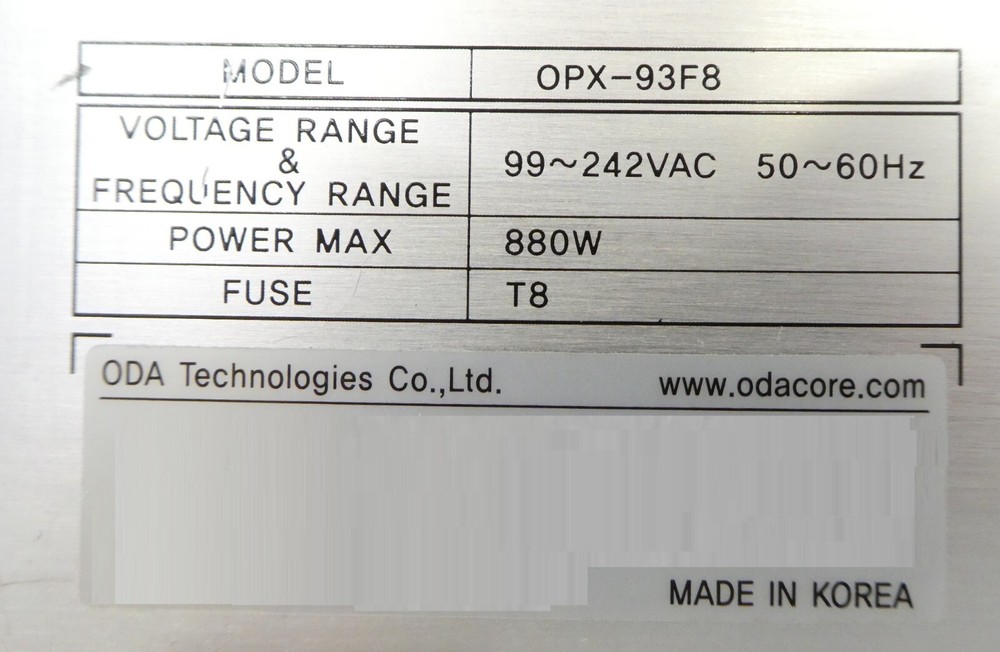 MODEL OPX-93F8
VOLTAGE RANGE
&
FREQUENCY RANGE
99~242VAC 50~60Hz
POWER MAX 880W
FUSE T8
ODA Technologies Co.,Ltd. www.odacore.com
MADE IN KOREA